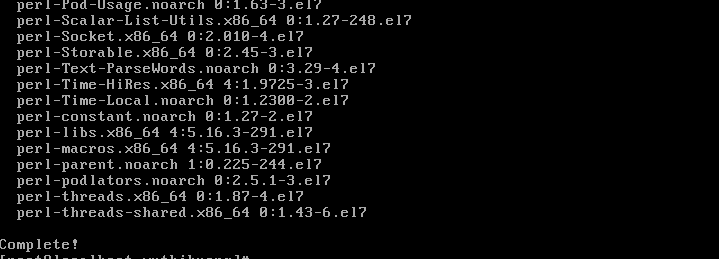 perl-Pod-Usage.noarch 0:1.63-3.el7
perl-Scalar-List-Utils.x86_64 0:1.27-248.el7
perl-Socket.x86_64 0:2.010-4.el7
perl-Storable.x86_64 0:2.45-3.el7
perl-Text-ParseWords.noarch 0:3.29-4.el7
perl-Time-HiRes.x86_64 4:1.9725-3.el7
perl-Time-Local.noarch 0:1.2300-2.el7
perl-constant.noarch 0:1.27-2.el7
perl-libs.x86_64 4:5.16.3-291.el7
perl-macros.x86_64 4:5.16.3-291.el7
perl-parent.noarch 1:0.225-244.el7
perl-podlators.noarch 0:2.5.1-3.el7
perl-threads.x86_64 0:1.87-4.el7
perl-threads-shared.x86_64 0:1.43-6.el7
Complete!